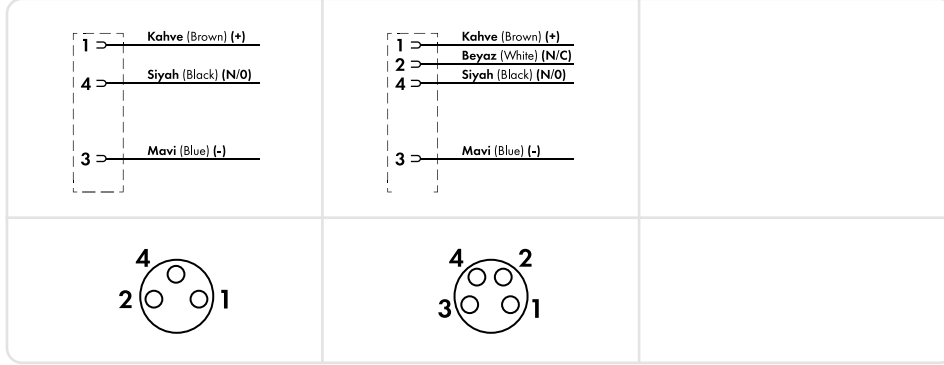 1 Kahve (Brown) (+)
4 Siyah (Black) (N/0)
3 Mavi (Blue) (-)
1 Kahve (Brown) (+)
2 Beyaz (White) (N/C)
4 Siyah (Black) (N/0)
3 Mavi (Blue) (-)
4
2 1
4 2
3 1